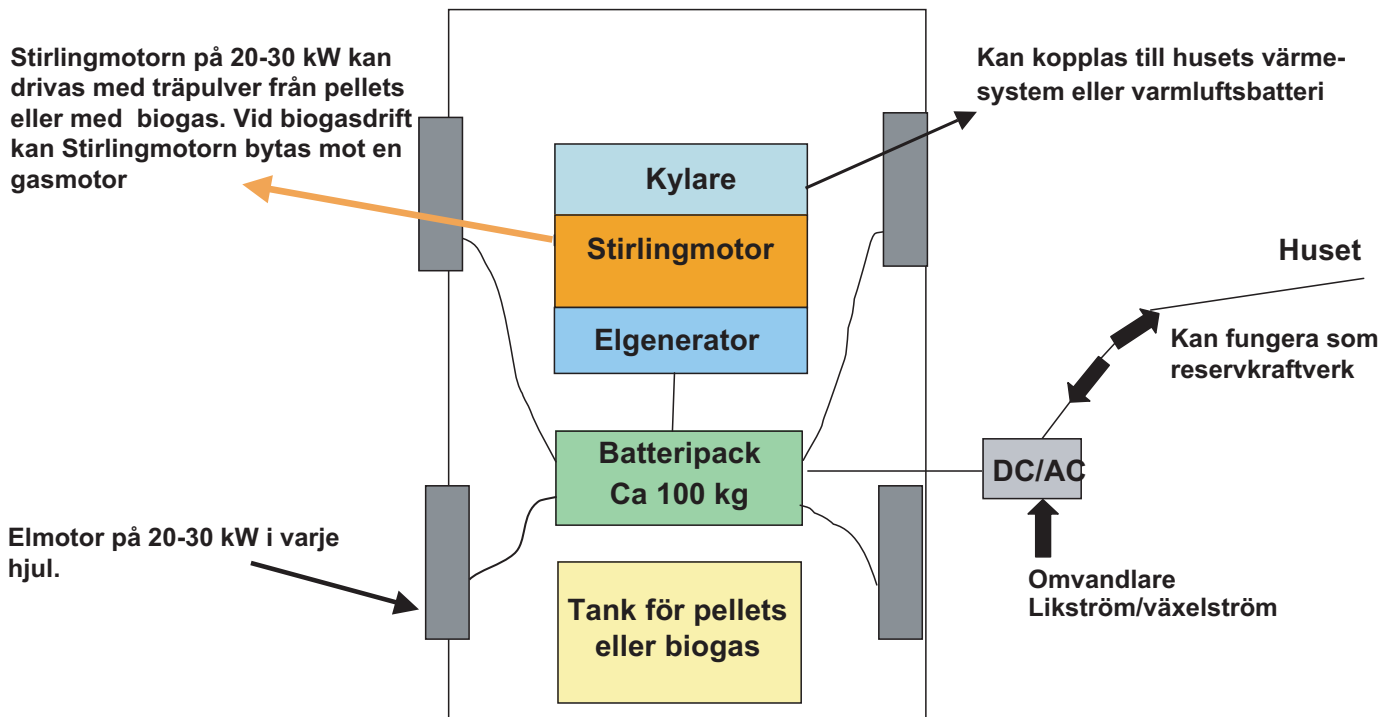 Stirlingmotorn på 20-30 kW kan
drivas med träpulver från pellets
eller med biogas. Vid biogasdrift
kan Stirlingmotorn bytas mot en
gasmotor
Kan kopplas till husets värme-
system eller varmluftsbatteri
Kylare
Stirlingmotor
Elgenerator
Huset
Kan fungera som
reservkraftverk
Batteripack
Ca 100 kg
DC/AC
Elmotor på 20-30 kW i varje
hjul.
Omvandlare
Likström/växelström
Tank för pellets
eller biogas